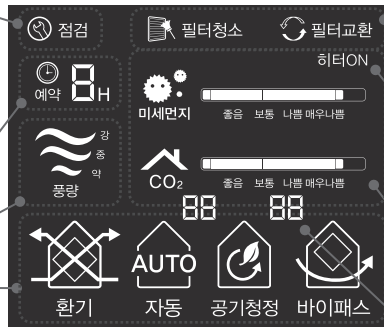 점검 필터청소 필터교환
히터ON
예약 8H
미세먼지 좋음 보통 나쁨 매우나쁨
강
중
약
풍량
CO₂ 좋음 보통 나쁨 매우나쁨
88 88
AUTO
환기 자동 공기청정 바이패스